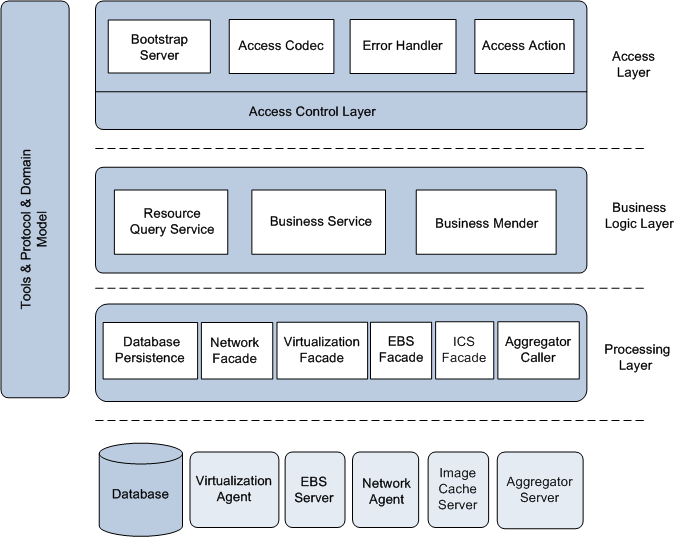 Tools & Protocol & Domain
Model
Bootstrap
Server
Access Codec
Error Handler
Access Action
Access Control Layer
Access
Layer
Resource
Query Service
Business Service
Business Mender
Business
Logic Layer
Database
Persistence
Network
Facade
Virtualization
Facade
EBS
Facade
ICS
Facade
Aggregator
Caller
Processing
Layer
Database
Virtualization
Agent
EBS
Server
Network
Agent
Image
Cache
Server
Aggregator
Server